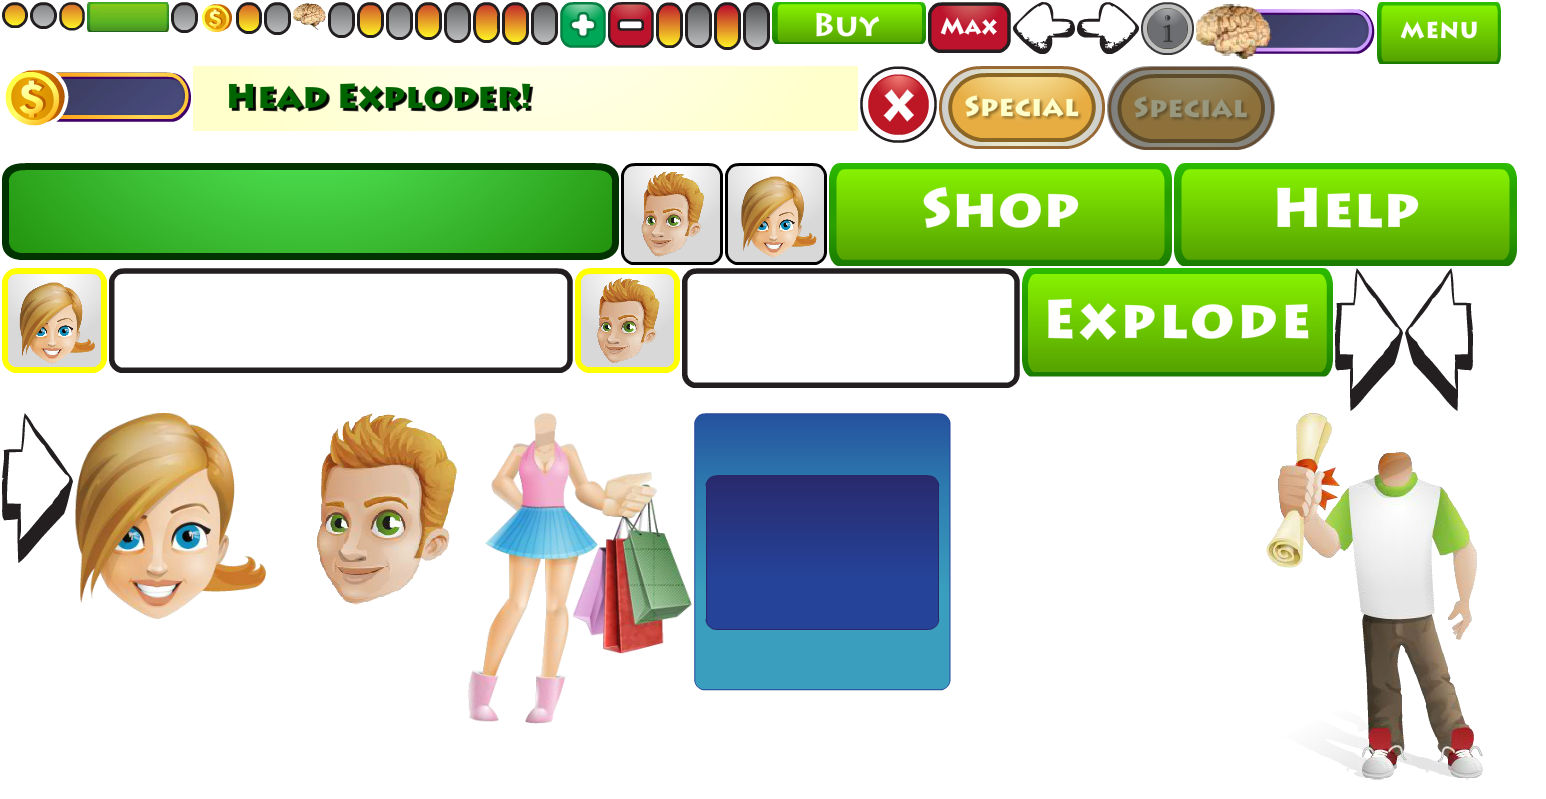 $
+
-
BUY
MAX
i
MENU
$
HEAD EXPLODER!
X
SPECIAL
SPECIAL
SHOP
HELP
EXPLODE